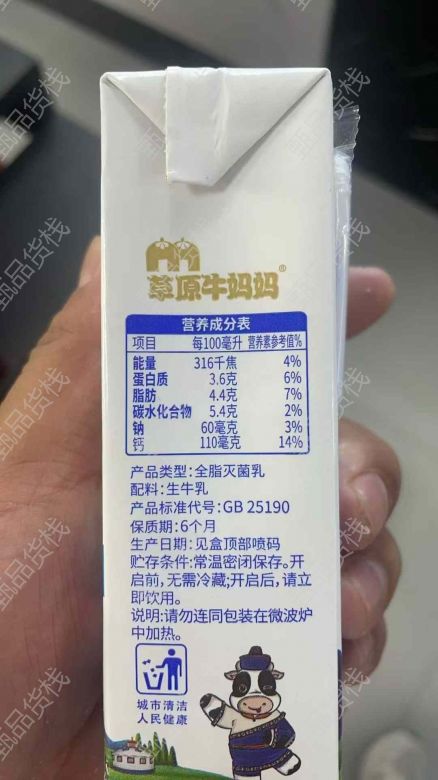 草原牛妈妈®
营养成分表
项目 每100毫升 营养素参考值%
能量 316千焦 4%
蛋白质 3.6克 6%
脂肪 4.4克 7%
碳水化合物 5.4克 2%
钠 60毫克 3%
钙 110毫克 14%
产品类型:全脂灭菌乳
配料:生牛乳
产品标准代号:GB 25190
保质期:6个月
生产日期:见盒顶部喷码
贮存条件:常温密闭保存。开
启前,无需冷藏;开启后,请立
即饮用。
说明:请勿连同包装在微波炉
中加热。
城市清洁
人民健康
甄品货栈